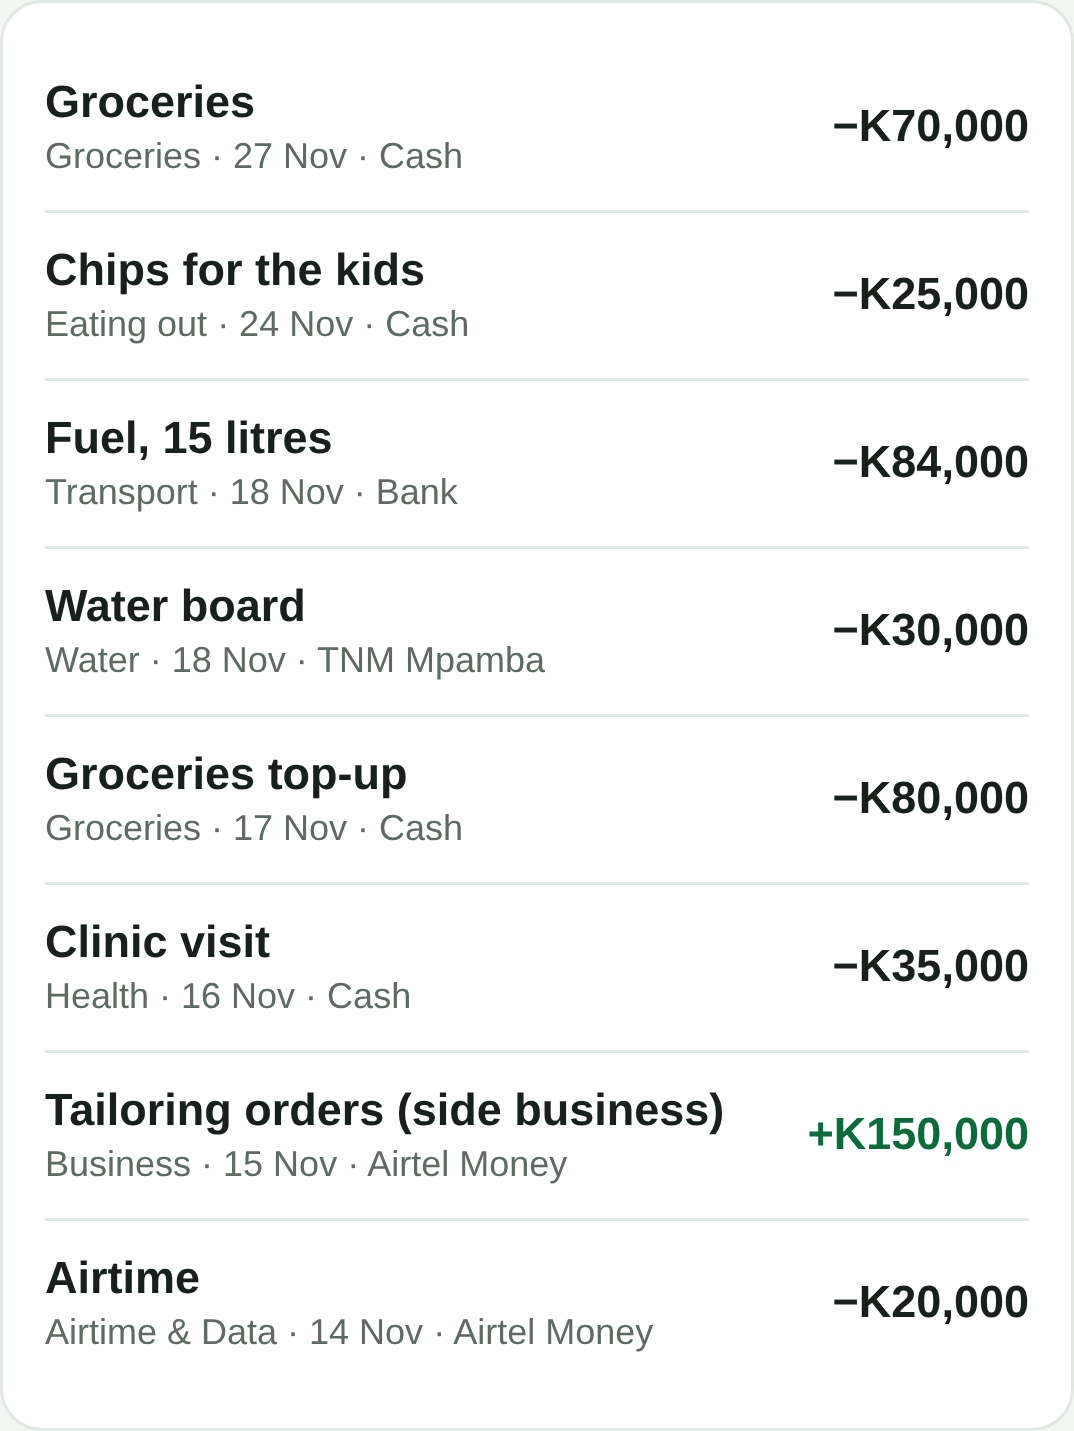 Groceries
−K70,000
Groceries · 27 Nov · Cash
Chips for the kids
−K25,000
Eating out · 24 Nov · Cash
Fuel, 15 litres
−K84,000
Transport · 18 Nov · Bank
Water board
−K30,000
Water · 18 Nov · TNM Mpamba
Groceries top-up
−K80,000
Groceries · 17 Nov · Cash
Clinic visit
−K35,000
Health · 16 Nov · Cash
Tailoring orders (side business)
+K150,000
Business · 15 Nov · Airtel Money
Airtime
−K20,000
Airtime & Data · 14 Nov · Airtel Money